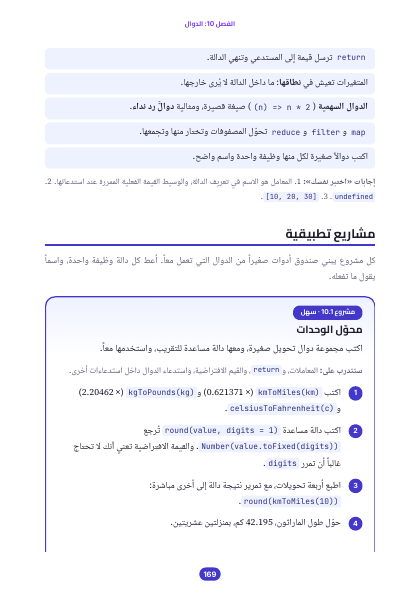 الفصل 10: الدوال
return ترسل قيمة إلى المستدعي وتنهي الدالة.
المتغيرات تعيش في نطاقها: ما داخل الدالة لا يُرى خارجها.
الدوال السهمية ( (n) => n * 2 ) صيغة قصيرة، ومثالية دوالَّ رد نداء.
map و filter و reduce تحوّل المصفوفات وتختار منها وتجمعها.
اكتب دوالاً صغيرة لكل منها وظيفة واحدة واسم واضح.
إجابات «اختبر نفسك»: 1. المعامل هو الاسم في تعريف الدالة، والوسيط القيمة الفعلية الممررة عند استدعائها. 2.
undefined . 3. [10, 20, 30] .
مشاريع تطبيقية
كل مشروع يبني صندوق أدوات صغيراً من الدوال التي تعمل معاً. أعط كل دالة وظيفة واحدة، واسماً
يقول ما تفعله.
مشروع 10.1 · سهل
محوّل الوحدات
اكتب مجموعة دوال تحويل صغيرة، ومعها دالة مساعدة للتقريب، واستخدمها معاً.
ستتدرب على: المعاملات، و return ، والقيم الافتراضية، واستدعاء الدوال داخل استدعاءات أخرى.
1 اكتب kmToMiles(km) (× 0.621371) و kgToPounds(kg) (× 2.20462)
و celsiusToFahrenheit(c) .
2 اكتب دالة مساعدة round(value, digits = 1) تُرجع
Number(value.toFixed(digits)) . والقيمة الافتراضية تعني أنك لا تحتاج
غالباً أن تمرر digits .
3 اطبع أربعة تحويلات، مع تمرير نتيجة دالة إلى أخرى مباشرة:
round(kmToMiles(10)) .
4 حوّل طول الماراثون، 42.195 كم، بمنزلتين عشريتين.
169